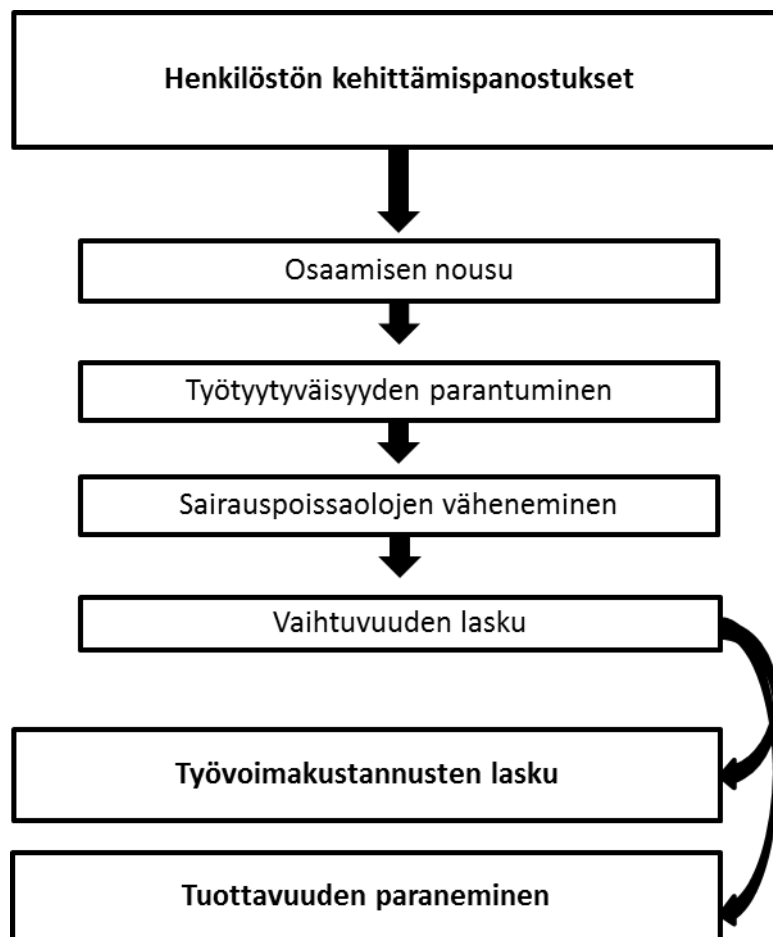 Henkilöstön kehittämispanostukset
Osaamisen nousu
Työtyytyväisyyden parantuminen
Sairauspoissaolojen väheneminen
Vaihtuvuuden lasku
Työvoimakustannusten lasku
Tuottavuuden paraneminen